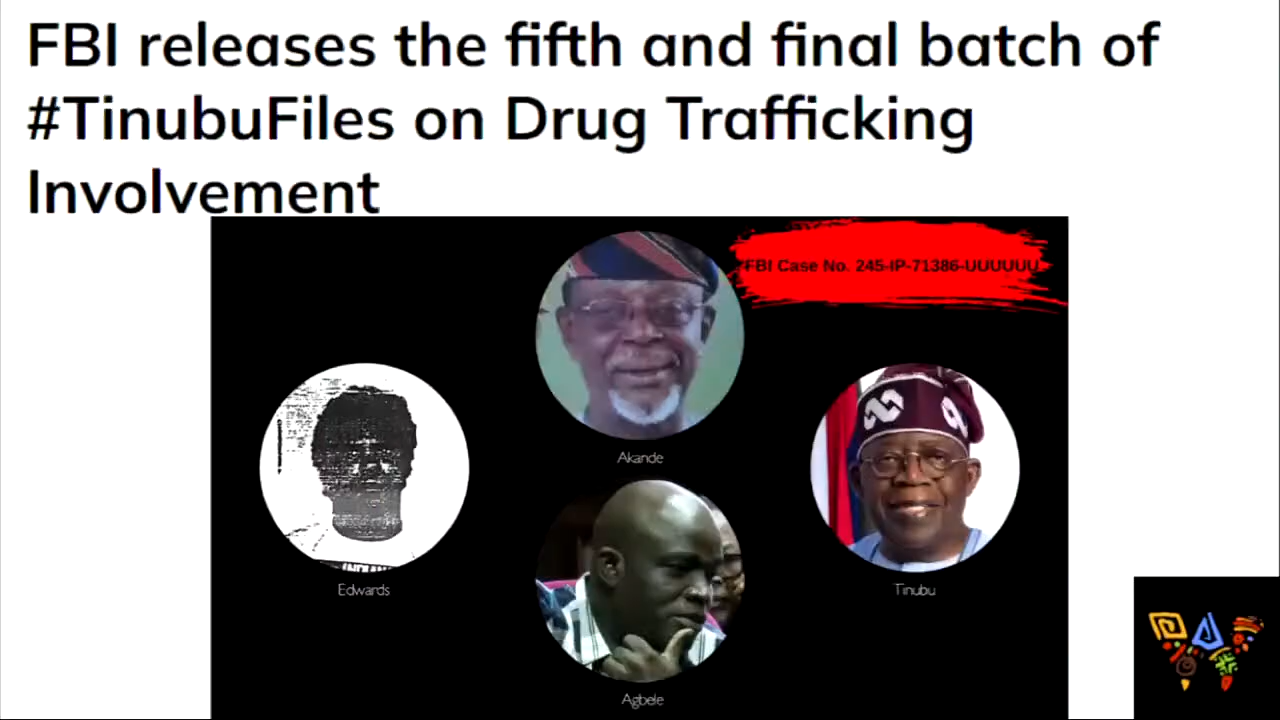 FBI releases the fifth and final batch of
#TinubuFiles on Drug Trafficking
Involvement
FBI Case No. 245-IP-71386-UUUUUU
Akande
Edwards
Tinubu
Agbele